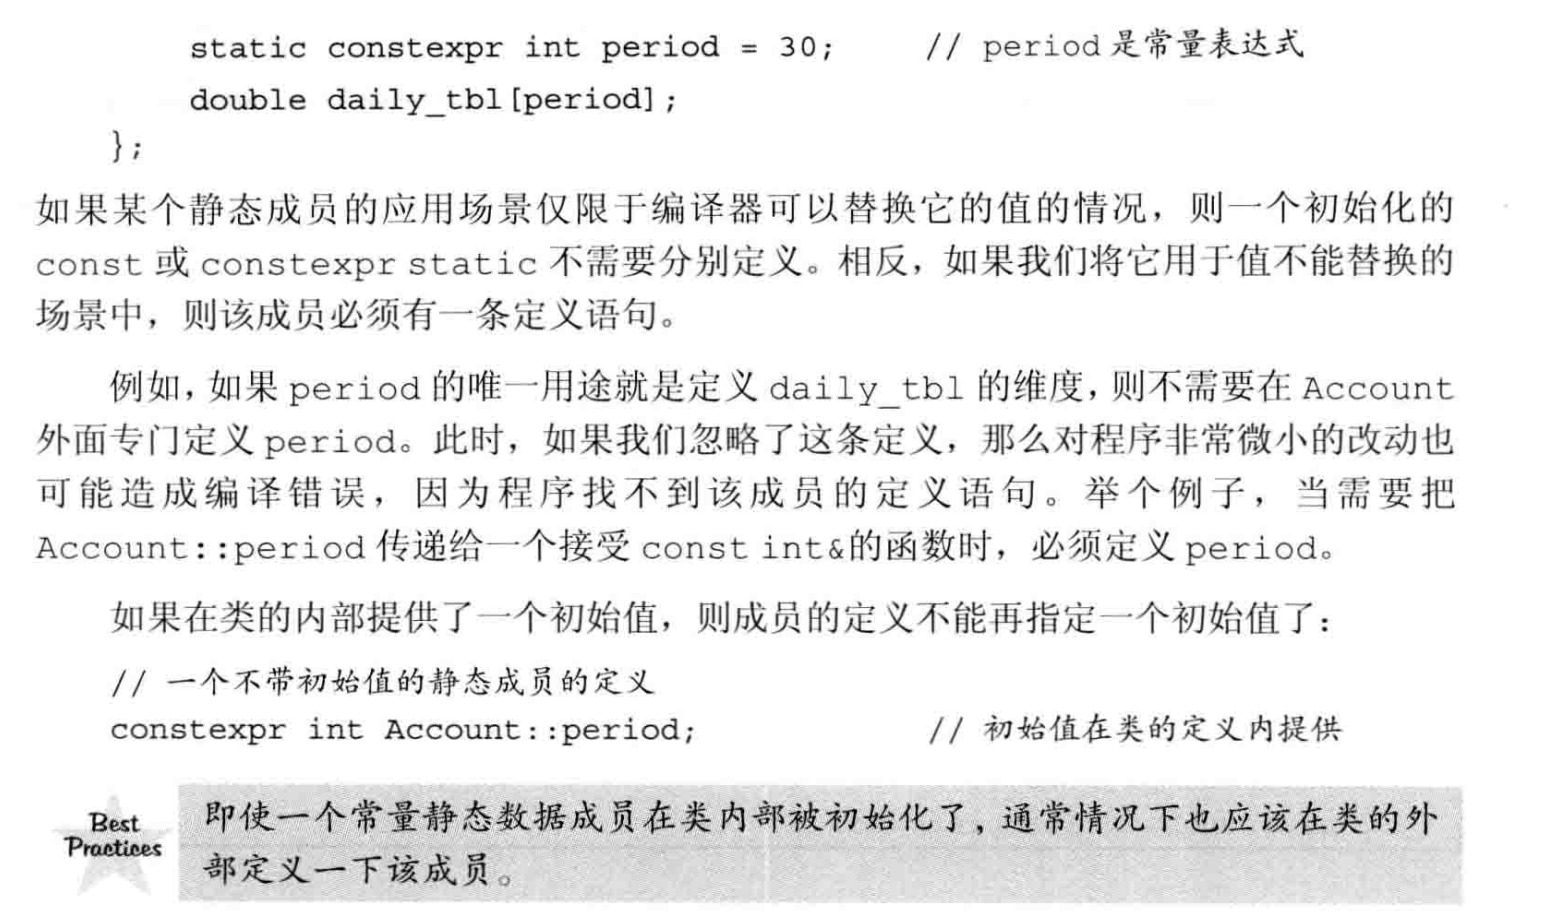 static constexpr int period = 30; // period是常量表达式
double daily_tbl[period];
};
如果某个静态成员的应用场景仅限于编译器可以替换它的值的情况，则一个初始化的
const 或 constexpr static 不需要分别定义。相反，如果我们将它用于值不能替换的
场景中，则该成员必须有一条定义语句。
例如，如果 period 的唯一用途就是定义 daily_tbl 的维度，则不需要在 Account
外面专门定义 period。此时，如果我们忽略了这条定义，那么对程序非常微小的改动也
可能造成编译错误，因为程序找不到该成员的定义语句。举个例子，当需要把
Account::period 传递给一个接受 const int&的函数时，必须定义 period。
如果在类的内部提供了一个初始值，则成员的定义不能再指定一个初始值了：
// 一个不带初始值的静态成员的定义
constexpr int Account::period; // 初始值在类的定义内提供
Best
Practices
即使一个常量静态数据成员在类内部被初始化了，通常情况下也应该在类的外
部定义一下该成员。